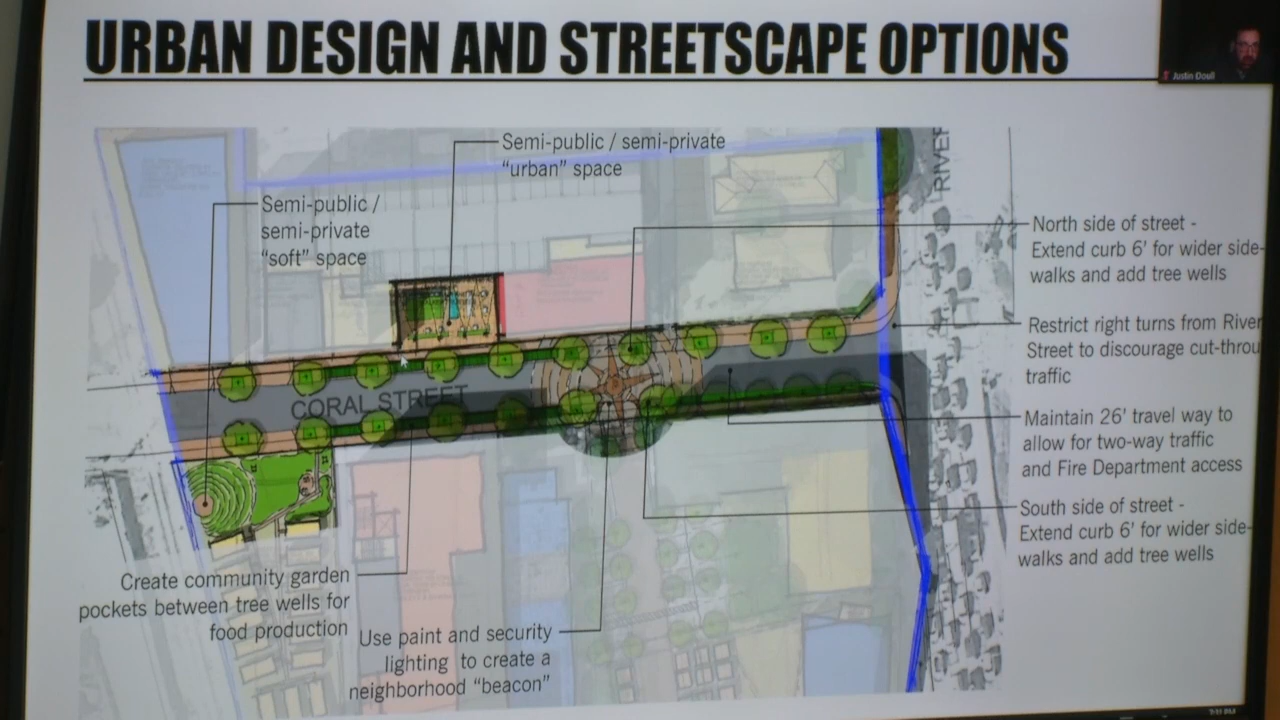 URBAN DESIGN AND STREETSCAPE OPTIONS
Justin Doull
Semi-public / semi-private
“urban” space
Semi-public /
semi-private
“soft” space
RIVER
North side of street -
Extend curb 6’ for wider side-
walks and add tree wells
Restrict right turns from River
Street to discourage cut-throu
traffic
CORAL STREET
Maintain 26’ travel way to
allow for two-way traffic
and Fire Department access
South side of street -
Extend curb 6’ for wider side-
walks and add tree wells
Create community garden
pockets between tree wells for
food production
Use paint and security
lighting to create a
neighborhood “beacon”